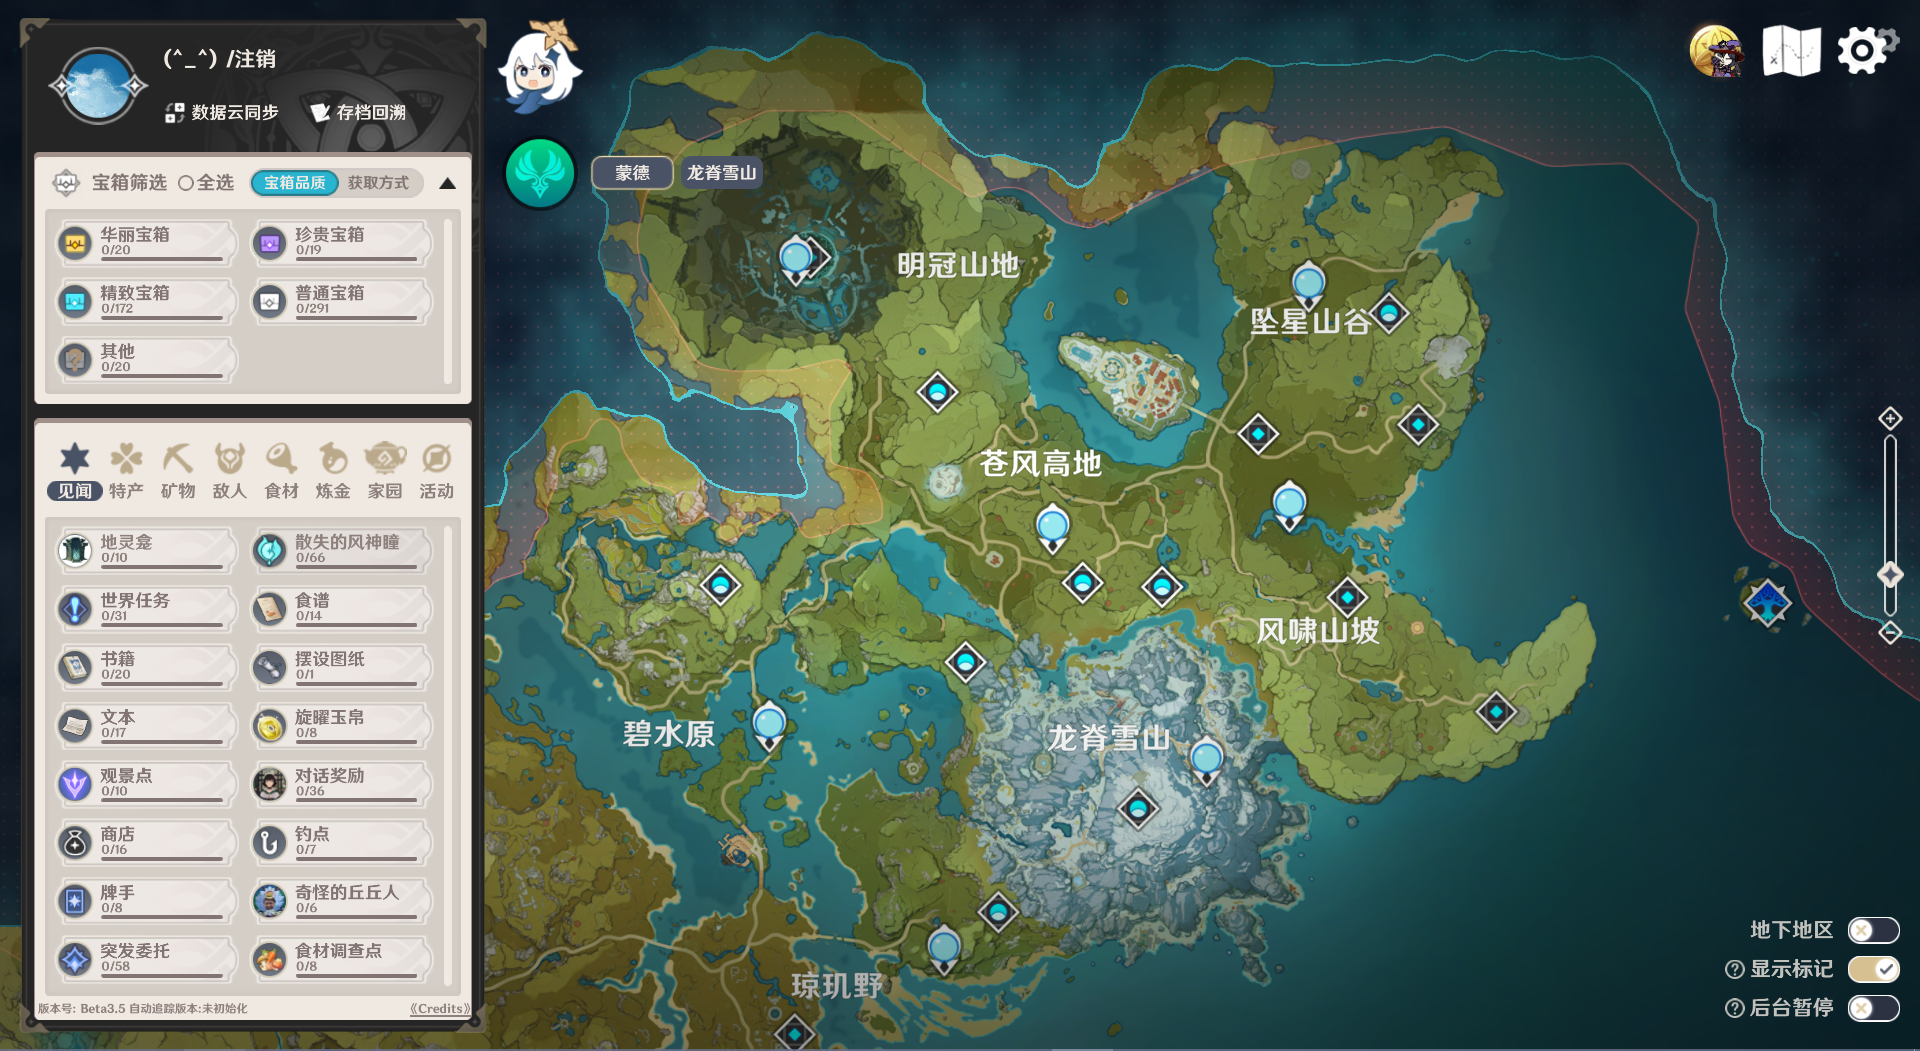 (^_^) /注销
数据云同步 存档回溯
宝箱筛选 全选 宝箱品质 获取方式
华丽宝箱
0/20
珍贵宝箱
0/19
精致宝箱
0/172
普通宝箱
0/291
其他
0/20
见闻 特产 矿物 敌人 食材 炼金 家园 活动
地灵龛
0/10
散失的风神瞳
0/66
世界任务
0/31
食谱
0/14
书籍
0/20
摆设图纸
0/1
文本
0/17
旋曜玉帛
0/8
观景点
0/10
对话奖励
0/36
商店
0/16
钓点
0/7
牌手
0/8
奇怪的丘丘人
0/6
突发委托
0/58
食材调查点
0/8
版本号: Beta3.5 自动追踪版本:未初始化
《Credits》
蒙德
龙脊雪山
明冠山地
坠星山谷
苍风高地
风啸山坡
碧水原
龙脊雪山
琼玑野
地下地区
? 显示标记
? 后台暂停